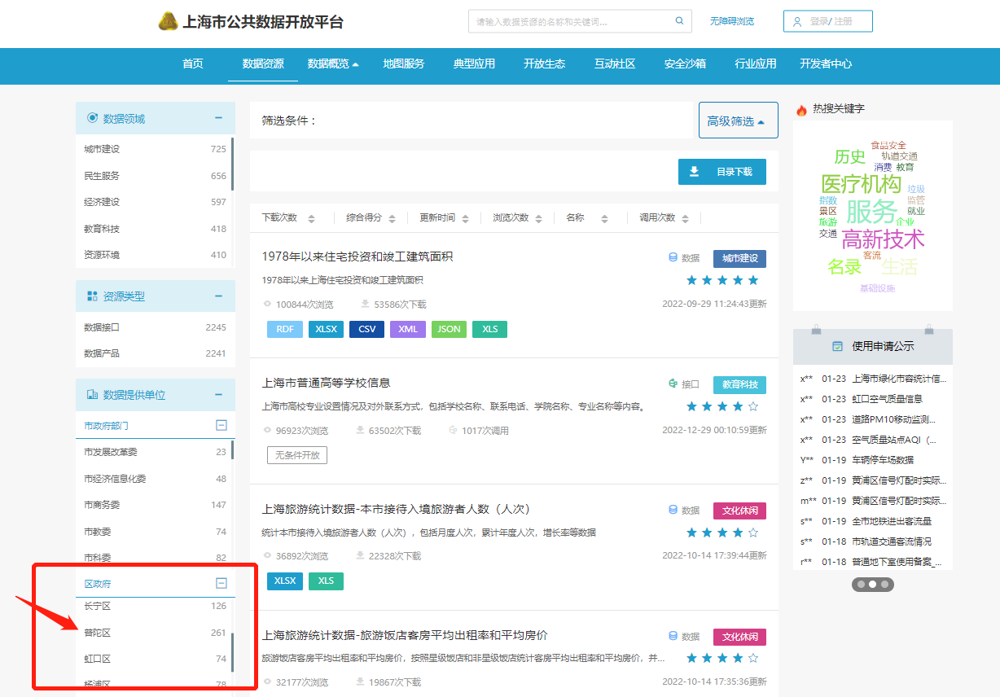 上海市公共数据开放平台
请输入数据资源的名称和关键词...
无障碍浏览
登录/ 注册
首页 数据资源 数据概览 地图服务 典型应用 开放生态 互动社区 安全沙箱 行业应用 开发者中心
数据领域
城市建设 725
民生服务 656
经济建设 597
教育科技 418
资源环境 410
资源类型
数据接口 2245
数据产品 2241
数据提供单位
市政府部门
市发展改革委 23
市经济信息化委 48
市商务委 147
市教委 74
市科委 82
区政府
长宁区 126
普陀区 261
虹口区 74
杨浦区 78
筛选条件：
高级筛选
目录下载
下载次数 综合得分 更新时间 浏览次数 名称 调用次数
1978年以来住宅投资和竣工建筑面积 数据 城市建设
1978年以来上海住宅投资和竣工建筑面积
100844次浏览 53586次下载 2022-09-29 11:24:43更新
RDF XLSX CSV XML JSON XLS
上海市普通高等学校信息 接口 教育科技
上海市高校专业设置情况及对外联系方式，包括学校名称、联系电话、学院名称、专业名称等内容。
96923次浏览 63502次下载 1017次调用 2022-12-29 00:10:59更新
无条件开放
上海旅游统计数据-本市接待入境旅游者人数（人次） 数据 文化休闲
统计本市接待入境旅游者人数（人次），包括月度人次，累计年度人次，增长率等数据
36892次浏览 22328次下载 2022-10-14 17:39:44更新
XLSX XLS
上海旅游统计数据-旅游饭店客房平均出租率和平均房价 数据 文化休闲
旅游饭店客房平均出租率和平均房价，按照星级饭店和非星级饭店统计客房平均出租率和平均房价，并...
32177次浏览 19867次下载 2022-10-14 17:35:36更新
热搜关键字
食品安全
历史 轨道交通
消费 教育
医疗机构 垃圾
指数 服务 监管
景区 就业
旅游 企业
交通 高新技术
客流
名录 生活
基础设施
使用申请公示
x** 01-23 上海市绿化市容统计信...
x** 01-23 虹口空气质量信息
x** 01-23 道路PM10移动监测...
x** 01-23 空气质量站点AQI（...
Y** 01-19 车辆停车场数据
z** 01-19 黄浦区信号灯配时实际...
m** 01-19 黄浦区信号灯配时实际...
s** 01-19 全市地铁进出客流量
s** 01-18 市轨道交通客流情况
r** 01-18 普通地下室使用备案_...